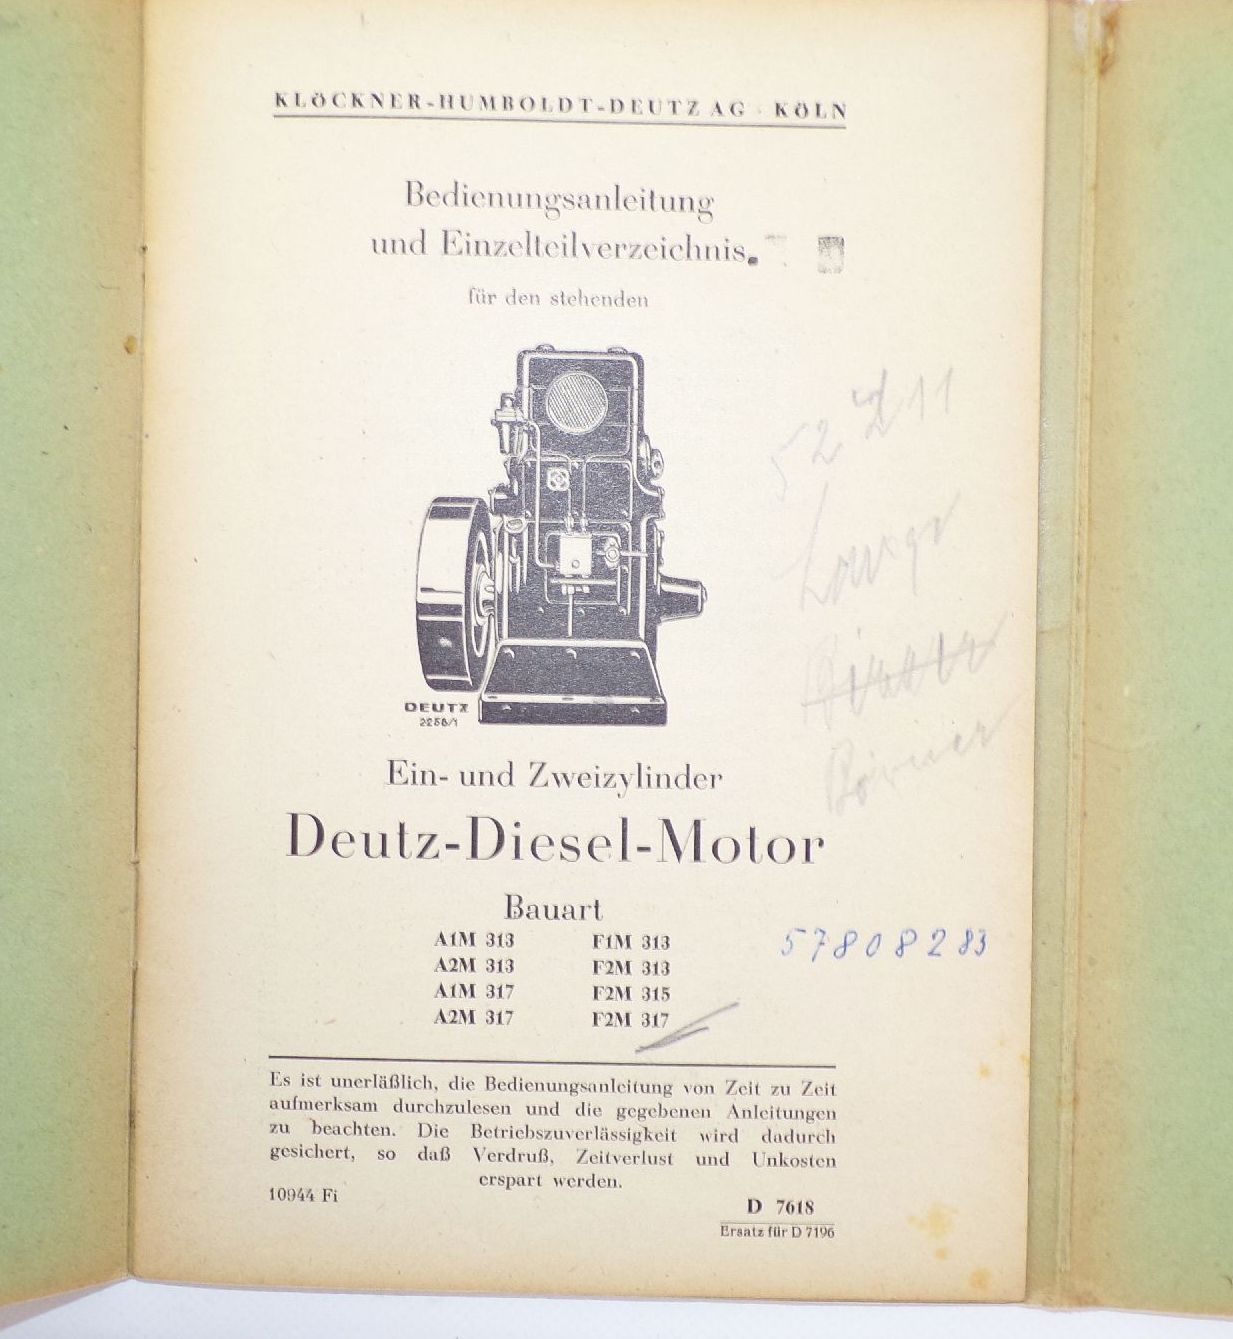 KLÖCKNER-HUMBOLDT-DEUTZ AG · KÖLN
Bedienungsanleitung
und Einzelteilverzeichnis
für den stehenden
52 11
DEUTZ
2258/1
Ein- und Zweizylinder
Deutz-Diesel-Motor
Bauart
A1M 313 F1M 313
A2M 313 F2M 313
A1M 317 F2M 315
A2M 317 F2M 317
57808283
Es ist unerläßlich, die Bedienungsanleitung von Zeit zu Zeit
aufmerksam durchzulesen und die gegebenen Anleitungen
zu beachten. Die Betriebszuverlässigkeit wird dadurch
gesichert, so daß Verdruß, Zeitverlust und Unkosten
erspart werden.
10944 Fi
D 7618
Ersatz für D 7196